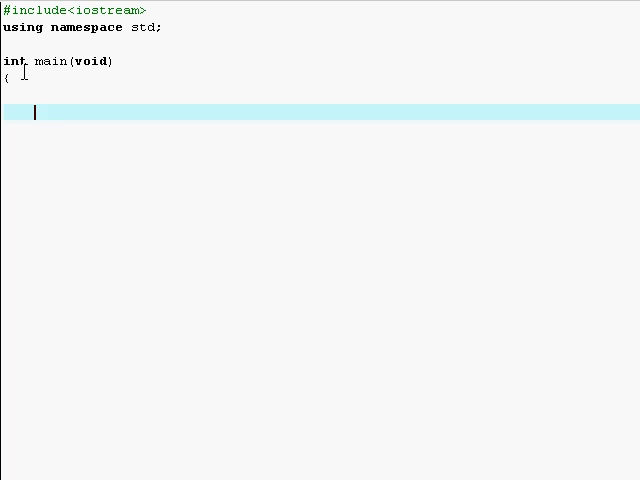 #include<iostream>
using namespace std;
int main(void)
{